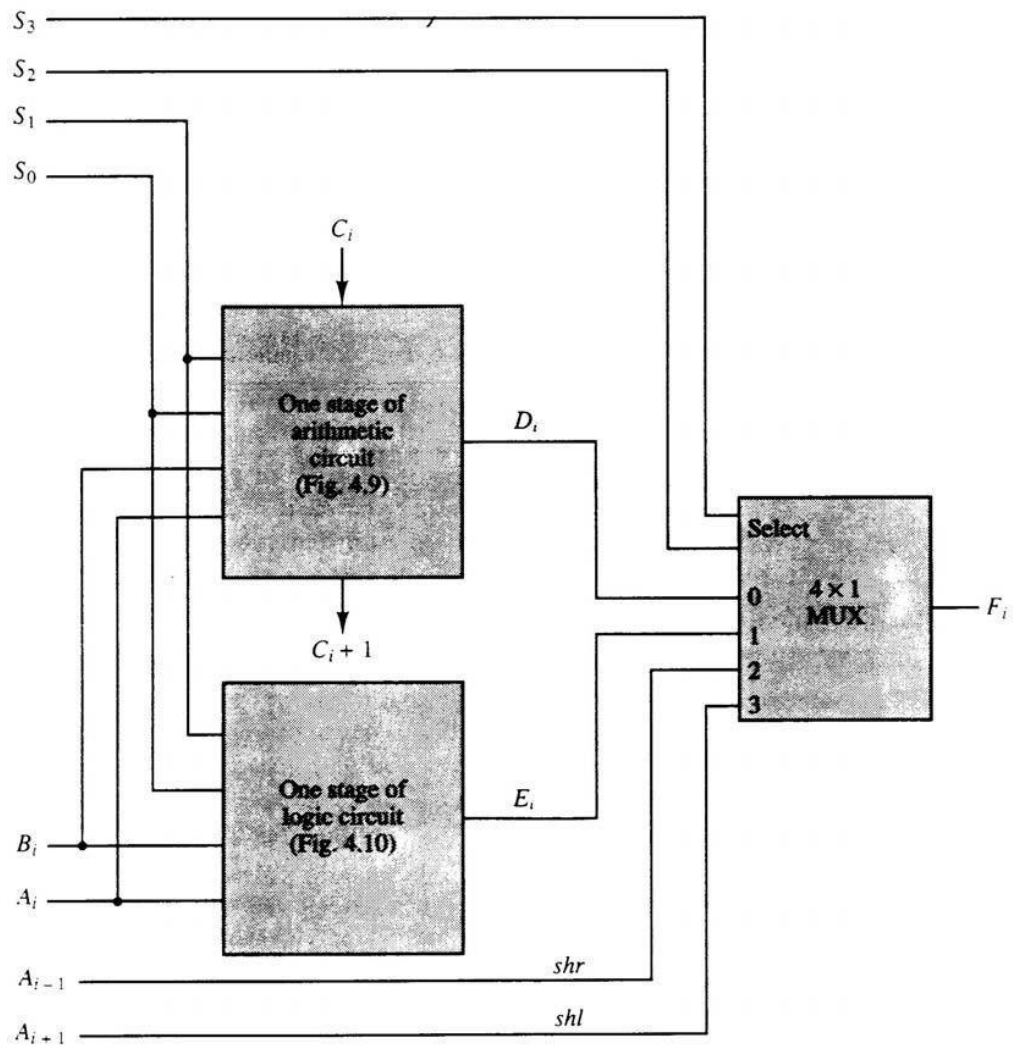 S₃
S₂
S₁
S₀
Cᵢ
One stage of
arithmetic
circuit
(Fig. 4.9)
Dᵢ
Select
4 × 1
MUX
0
1
2
3
Fᵢ
Cᵢ + 1
One stage of
logic circuit
(Fig. 4.10)
Eᵢ
Bᵢ
Aᵢ
Aᵢ₋₁
shr
Aᵢ₊₁
shl